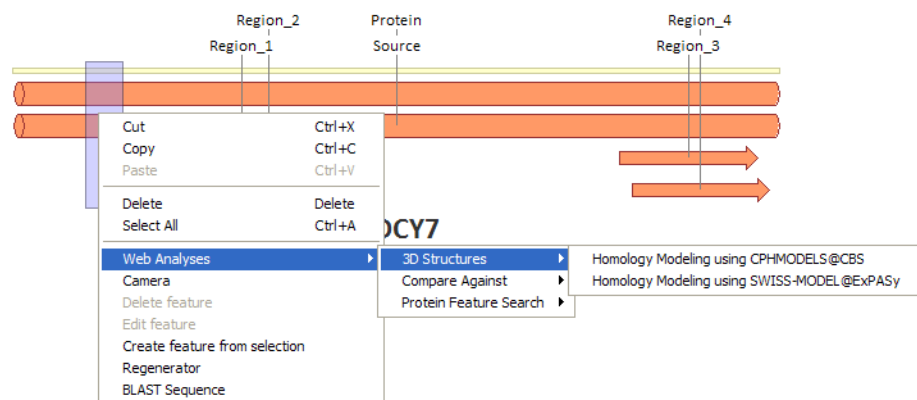 Region_2 Protein Region_4
Region_1 Source Region_3
Cut Ctrl+X
Copy Ctrl+C
Paste Ctrl+V
Delete Delete
Select All Ctrl+A
Web Analyses
Camera
Delete feature
Edit feature
Create feature from selection
Regenerator
BLAST Sequence
CY7
3D Structures
Compare Against
Protein Feature Search
Homology Modeling using CPHMODELS@CBS
Homology Modeling using SWISS-MODEL@ExPASy